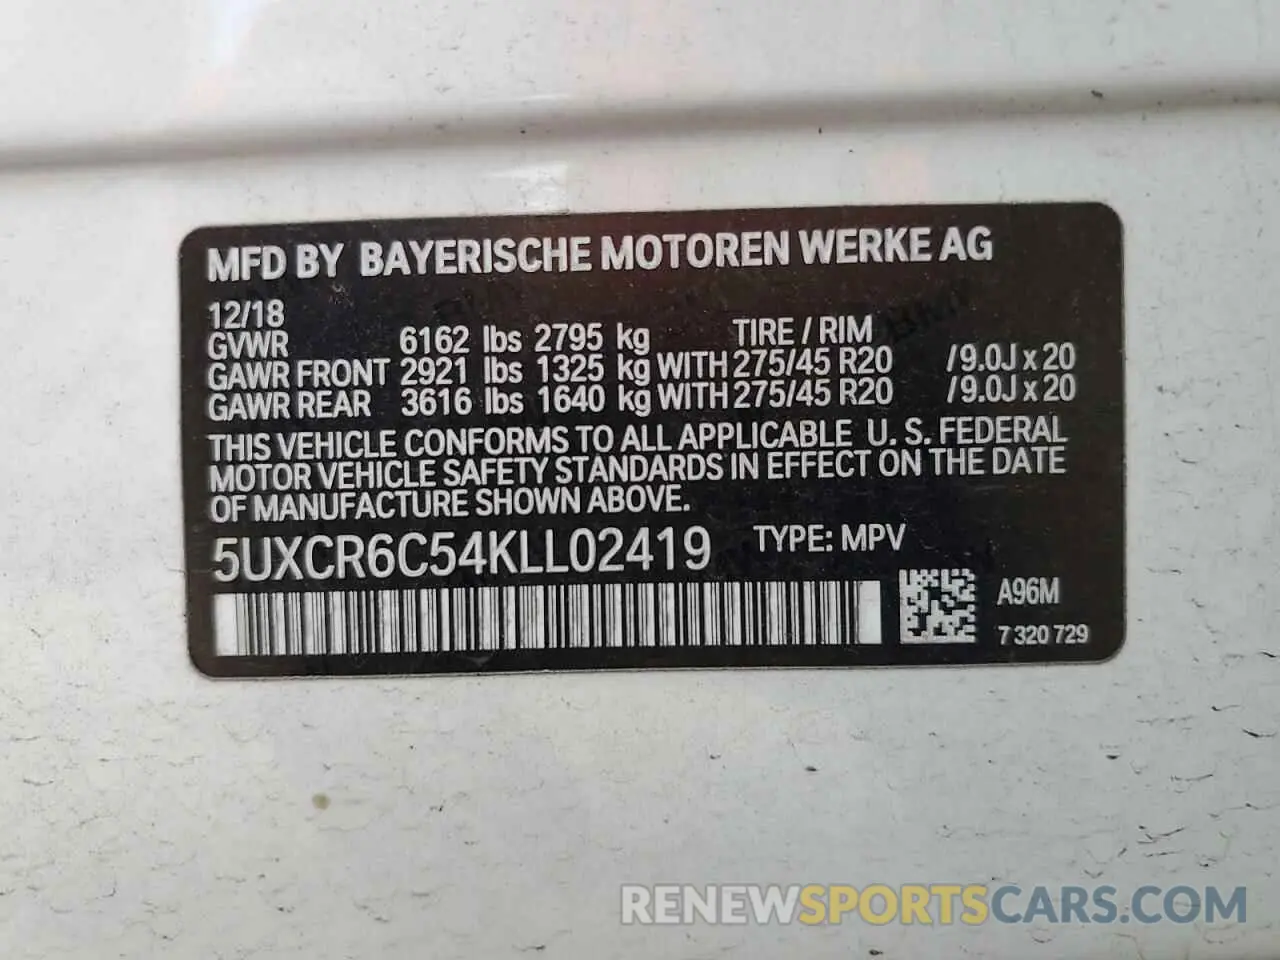 MFD BY BAYERISCHE MOTOREN WERKE AG
12/18
GVWR 6162 lbs 2795 kg TIRE / RIM
GAWR FRONT 2921 lbs 1325 kg WITH 275/45 R20 /9.0J x 20
GAWR REAR 3616 lbs 1640 kg WITH 275/45 R20 /9.0J x 20
THIS VEHICLE CONFORMS TO ALL APPLICABLE U. S. FEDERAL
MOTOR VEHICLE SAFETY STANDARDS IN EFFECT ON THE DATE
OF MANUFACTURE SHOWN ABOVE.
5UXCR6C54KLL02419 TYPE: MPV
A96M
7 320 729
RENEWSPORTSCARS.COM